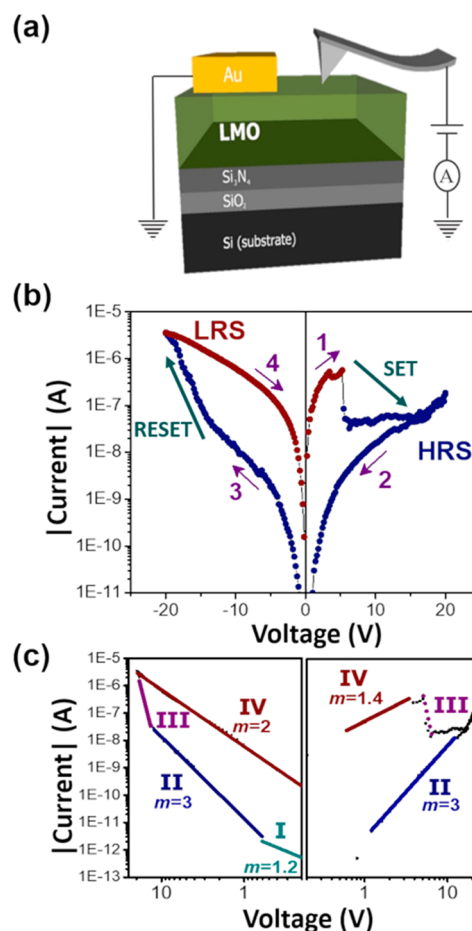 (a)
Au
LMO
Si₃N₄
SiO₂
Si (substrate)
A
(b)
|Current| (A)
1E-5
1E-6
1E-7
1E-8
1E-9
1E-10
1E-11
LRS
4
1
SET
RESET
3
2
HRS
-20
-10
0
10
20
Voltage (V)
(c)
|Current| (A)
1E-5
1E-6
1E-7
1E-8
1E-9
1E-10
1E-11
1E-12
1E-13
III
IV
m=2
II
m=3
I
m=1.2
IV
m=1.4
III
II
m=3
10
1
1
10
Voltage (V)